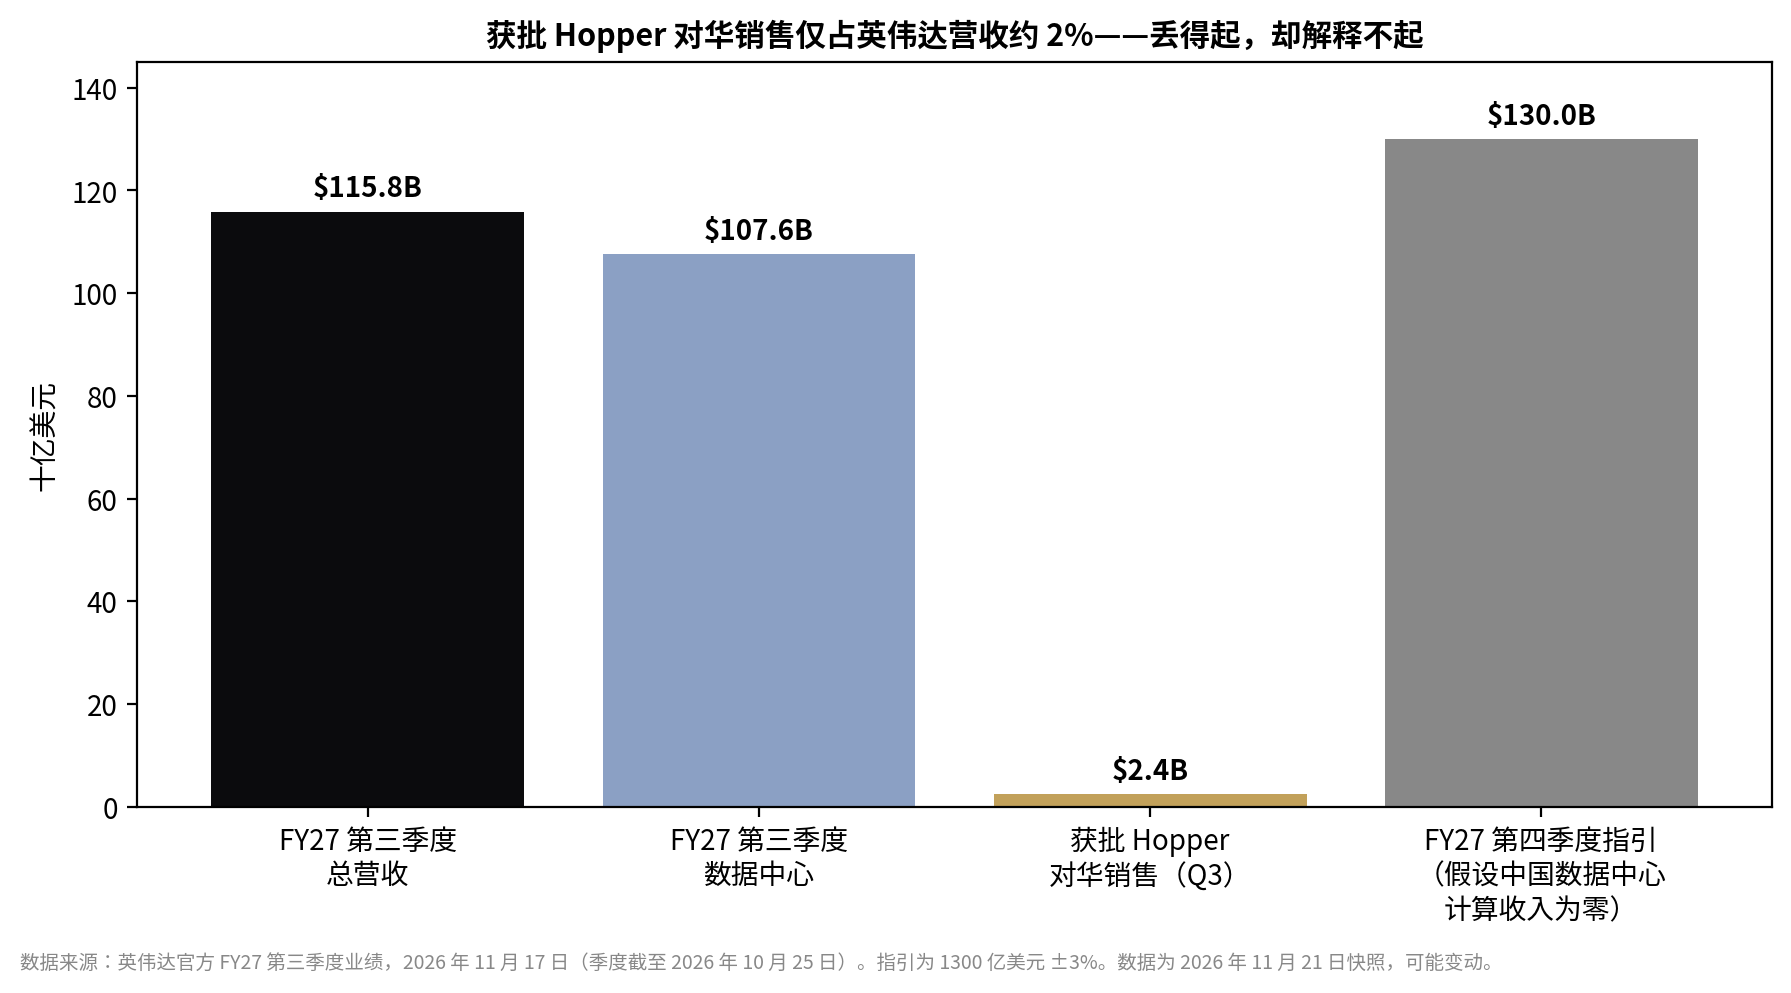 获批 Hopper 对华销售仅占英伟达营收约 2%——丢得起，却解释不起
十亿美元
140
120
100
80
60
40
20
0
$115.8B
$107.6B
$2.4B
$130.0B
FY27 第三季度
总营收
FY27 第三季度
数据中心
获批 Hopper
对华销售（Q3）
FY27 第四季度指引
（假设中国数据中心
计算收入为零）
数据来源：英伟达官方 FY27 第三季度业绩，2026 年 11 月 17 日（季度截至 2026 年 10 月 25 日）。指引为 1300 亿美元 ±3%。数据为 2026 年 11 月 21 日快照，可能变动。